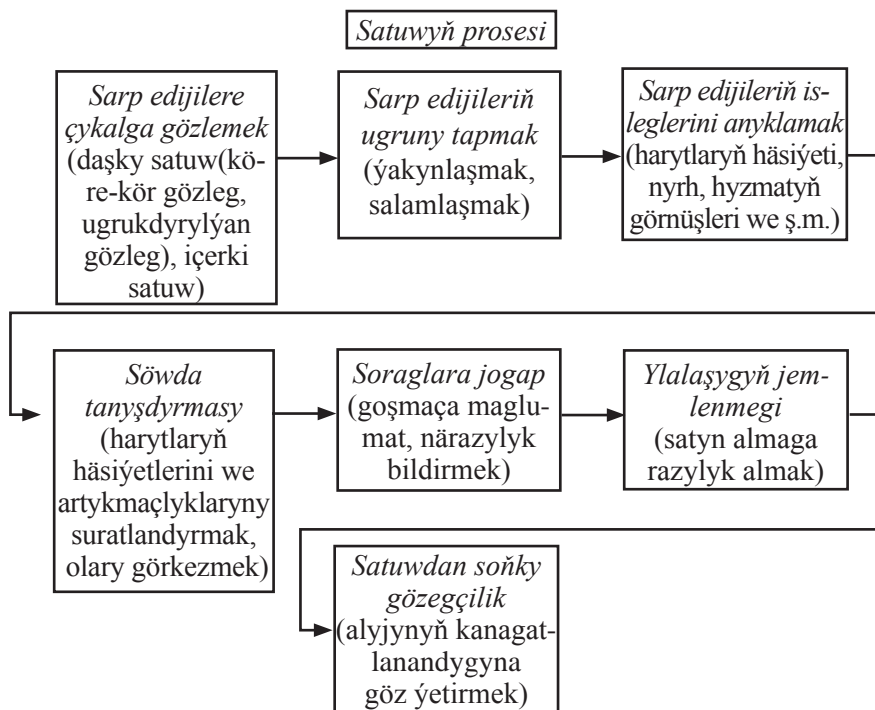 Satuwyň prosesi
Sarp edijilere
çykalga gözlemek
(daşky satuw(kö-
re-kör gözleg,
ugrukdyrylýan
gözleg), içerki
satuw)
Sarp edijileriň
ugruny tapmak
(ýakynlaşmak,
salamlaşmak)
Sarp edijileriň is-
leglerini anyklamak
(harytlaryň häsiýeti,
nyrh, hyzmatyň
görnüşleri we ş.m.)
Söwda
tanyşdyrmasy
(harytlaryň
häsiýetlerini we
artykmaçlyklaryny
suratlandyrmak,
olary görkezmek)
Soraglara jogap
(goşmaça maglu-
mat, närazylyk
bildirmek)
Ylalaşygyň jem-
lenmegi
(satyn almaga
razylyk almak)
Satuwdan soňky
gözegçilik
(alyjynyň kanagat-
lanandygyna
göz ýetirmek)